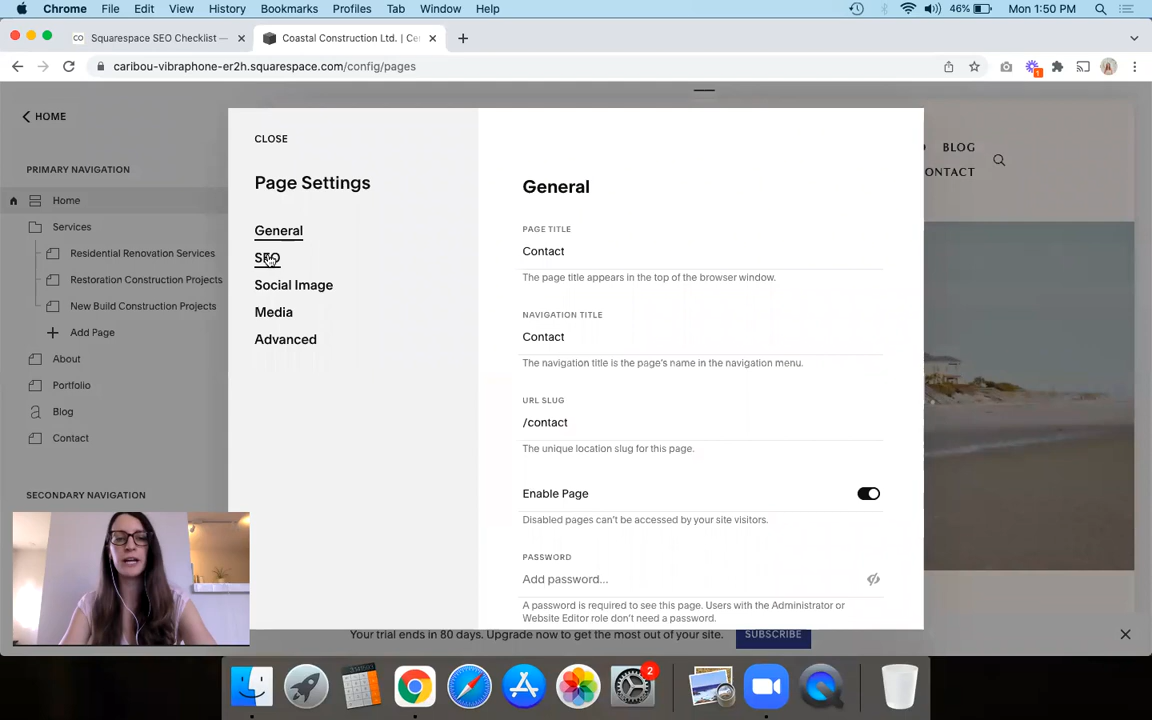 Chrome File Edit View History Bookmarks Profiles Tab Window Help 46% Mon 1:50 PM
CO Squarespace SEO Checklist — Coastal Construction Ltd. | Ce
caribou-vibraphone-er2h.squarespace.com/config/pages 1
HOME
PRIMARY NAVIGATION
Home
Services
Residential Renovation Services
Restoration Construction Projects
New Build Construction Projects
Add Page
About
Portfolio
Blog
Contact
SECONDARY NAVIGATION
CLOSE
Page Settings
General
SEO
Social Image
Media
Advanced
General
PAGE TITLE
Contact
The page title appears in the top of the browser window.
NAVIGATION TITLE
Contact
The navigation title is the page's name in the navigation menu.
URL SLUG
/contact
The unique location slug for this page.
Enable Page
Disabled pages can't be accessed by your site visitors.
PASSWORD
Add password...
A password is required to see this page. Users with the Administrator or
Website Editor role don't need a password.
BLOG
ONTACT
Your trial ends in 80 days. Upgrade now to get the most out of your site. SUBSCRIBE
2